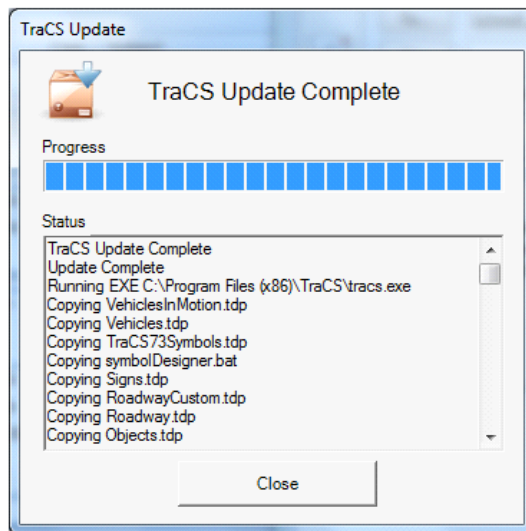 TraCS Update
TraCS Update Complete
Progress
Status
TraCS Update Complete
Update Complete
Running EXE C:\Program Files (x86)\TraCS\tracs.exe
Copying VehiclesInMotion.tdp
Copying Vehicles.tdp
Copying TraCS73Symbols.tdp
Copying symbolDesigner.bat
Copying Signs.tdp
Copying RoadwayCustom.tdp
Copying Roadway.tdp
Copying Objects.tdp
Close